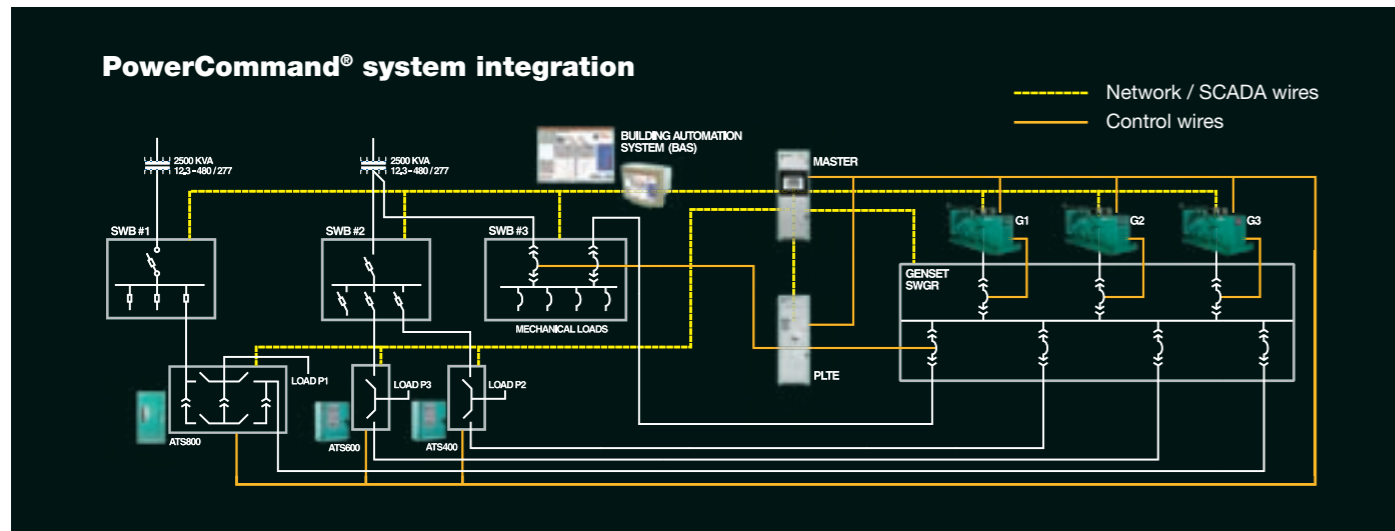 PowerCommand® system integration
Network / SCADA wires
Control wires
2500 KVA
12,3-480 / 277
2500 KVA
12,3-480 / 277
BUILDING AUTOMATION
SYSTEM (BAS)
MASTER
SWB #1
SWB #2
SWB #3
G1
G2
G3
GENSET
SWGR
MECHANICAL LOADS
PLTE
LOAD P1
LOAD P3
LOAD P2
ATS800
ATS600
ATS400